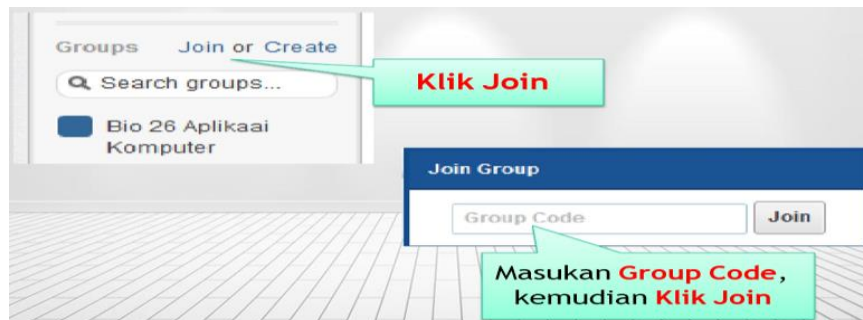 Groups Join or Create
Search groups...
Klik Join
Bio 26 Aplikaai
Komputer
Join Group
Group Code Join
Masukan Group Code,
kemudian Klik Join